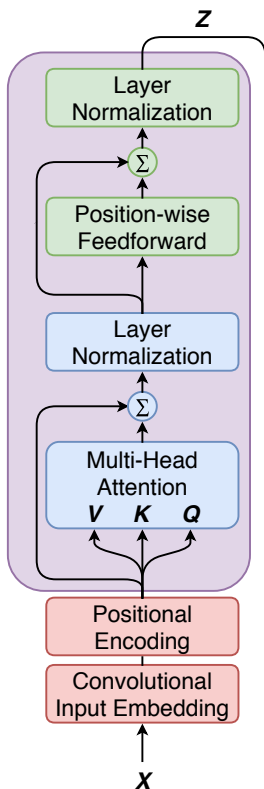 Z
Layer
Normalization
Σ
Position-wise
Feedforward
Layer
Normalization
Σ
Multi-Head
Attention
V K Q
Positional
Encoding
Convolutional
Input Embedding
X